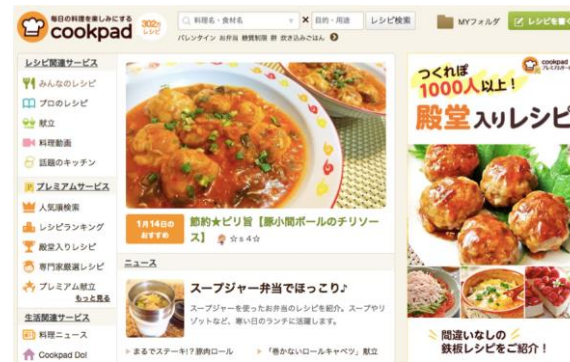 毎日の料理を楽しみにする
cookpad
302万
レシピ
料理名・食材名
×
目的・用途
レシピ検索
MYフォルダ
レシピを書く
バレンタイン お弁当 糖質制限 餅 炊き込みごはん
レシピ関連サービス
みんなのレシピ
プロのレシピ
献立
料理動画
話題のキッチン
プレミアムサービス
人気順検索
レシピランキング
殿堂入りレシピ
専門家厳選レシピ
プレミアム献立
もっと見る
生活関連サービス
料理ニュース
Cookpad Do!
1月14日の
おすすめ
節約★ピリ旨【豚小間ボールのチリソー
ス】 ☆s4☆
ニュース
スープジャー弁当でほっこり♪
スープジャーを使ったお弁当のレシピを紹介。スープやリ
ゾットなど、寒い日のランチに活躍します。
まるでステーキ!?豚肉ロール
「巻かないロールキャベツ」献立
cookpad
つくれぽ
1000人以上!
殿堂入りレシピ
間違いなしの
鉄板レシピをご紹介!